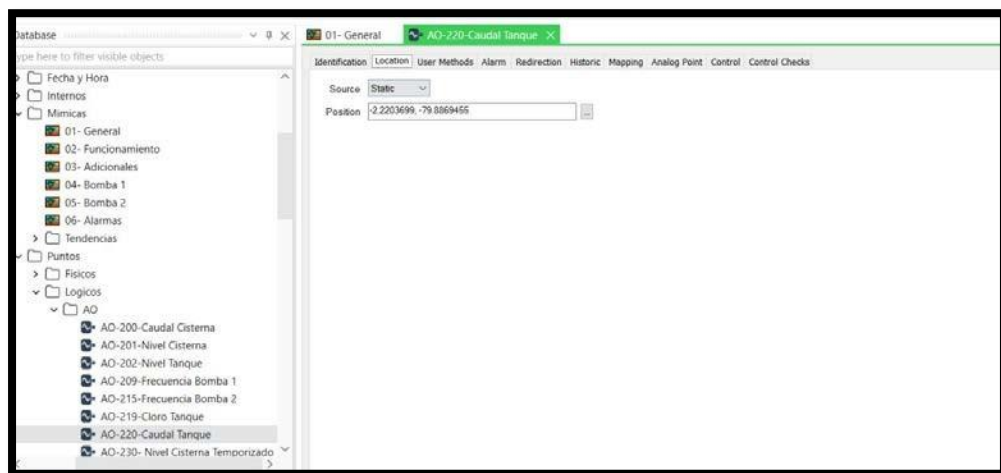 Database
type here to filter visible objects
Fecha y Hora
Internos
Mimicas
01- General
02- Funcionamiento
03- Adicionales
04- Bomba 1
05- Bomba 2
06- Alarmas
Tendencias
Puntos
Fisicos
Logicos
AO
AO-200-Caudal Cisterna
AO-201-Nivel Cisterna
AO-202-Nivel Tanque
AO-209-Frecuencia Bomba 1
AO-215-Frecuencia Bomba 2
AO-219-Cloro Tanque
AO-220-Caudal Tanque
AO-230- Nivel Cisterna Temporizado
01- General AO-220-Caudal Tanque
Identification Location User Methods Alarm Redirection Historic Mapping Analog Point Control Control Checks
Source Static
Position -2.2203699, -79.8869455
...